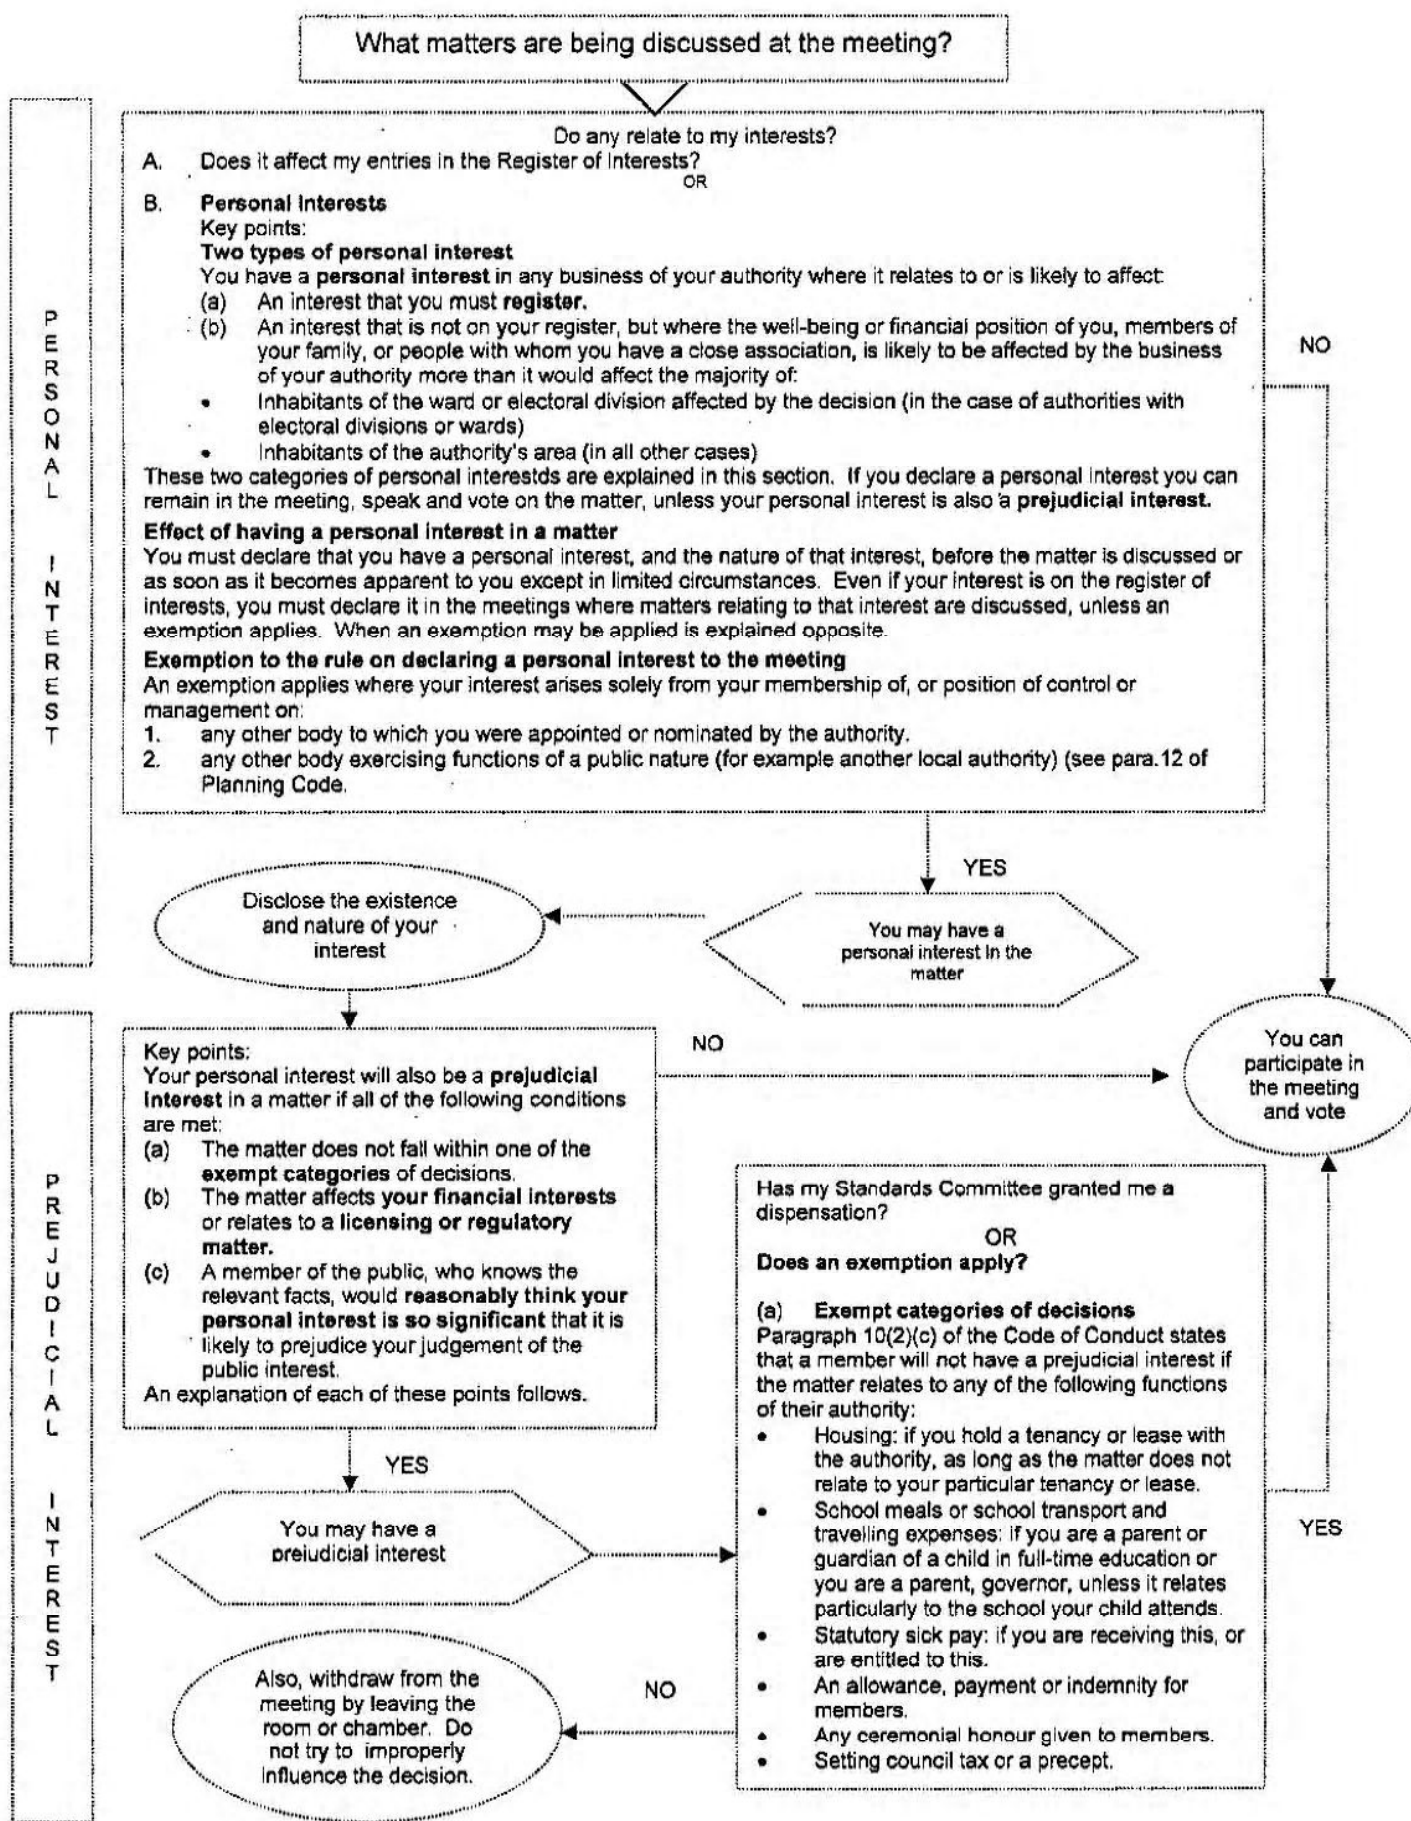 What matters are being discussed at the meeting?
PERSONAL INTEREST
Do any relate to my interests?
A. Does it affect my entries in the Register of Interests?
OR
B. Personal Interests
Key points:
Two types of personal interest
You have a personal interest in any business of your authority where it relates to or is likely to affect:
(a) An interest that you must register.
(b) An interest that is not on your register, but where the well-being or financial position of you, members of
your family, or people with whom you have a close association, is likely to be affected by the business
of your authority more than it would affect the majority of:
• Inhabitants of the ward or electoral division affected by the decision (in the case of authorities with
electoral divisions or wards)
• Inhabitants of the authority's area (in all other cases)
These two categories of personal interestds are explained in this section. If you declare a personal interest you can
remain in the meeting, speak and vote on the matter, unless your personal interest is also a prejudicial interest.
Effect of having a personal interest in a matter
You must declare that you have a personal interest, and the nature of that interest, before the matter is discussed or
as soon as it becomes apparent to you except in limited circumstances. Even if your interest is on the register of
interests, you must declare it in the meetings where matters relating to that interest are discussed, unless an
exemption applies. When an exemption may be applied is explained opposite.
Exemption to the rule on declaring a personal interest to the meeting
An exemption applies where your interest arises solely from your membership of, or position of control or
management on:
1. any other body to which you were appointed or nominated by the authority.
2. any other body exercising functions of a public nature (for example another local authority) (see para.12 of
Planning Code.
NO
YES
You may have a
personal interest in the
matter
Disclose the existence
and nature of your
interest
You can
participate in
the meeting
and vote
PREJUDICIAL INTEREST
Key points:
Your personal interest will also be a prejudicial
interest in a matter if all of the following conditions
are met:
(a) The matter does not fall within one of the
exempt categories of decisions.
(b) The matter affects your financial interests
or relates to a licensing or regulatory
matter.
(c) A member of the public, who knows the
relevant facts, would reasonably think your
personal interest is so significant that it is
likely to prejudice your judgement of the
public interest.
An explanation of each of these points follows.
NO
YES
You may have a
prejudicial interest
Has my Standards Committee granted me a
dispensation?
OR
Does an exemption apply?
(a) Exempt categories of decisions
Paragraph 10(2)(c) of the Code of Conduct states
that a member will not have a prejudicial interest if
the matter relates to any of the following functions
of their authority:
• Housing: if you hold a tenancy or lease with
the authority, as long as the matter does not
relate to your particular tenancy or lease.
• School meals or school transport and
travelling expenses: if you are a parent or
guardian of a child in full-time education or
you are a parent, governor, unless it relates
particularly to the school your child attends.
• Statutory sick pay: if you are receiving this, or
are entitled to this.
• An allowance, payment or indemnity for
members.
• Any ceremonial honour given to members.
• Setting council tax or a precept.
YES
NO
Also, withdraw from the
meeting by leaving the
room or chamber. Do
not try to improperly
influence the decision.